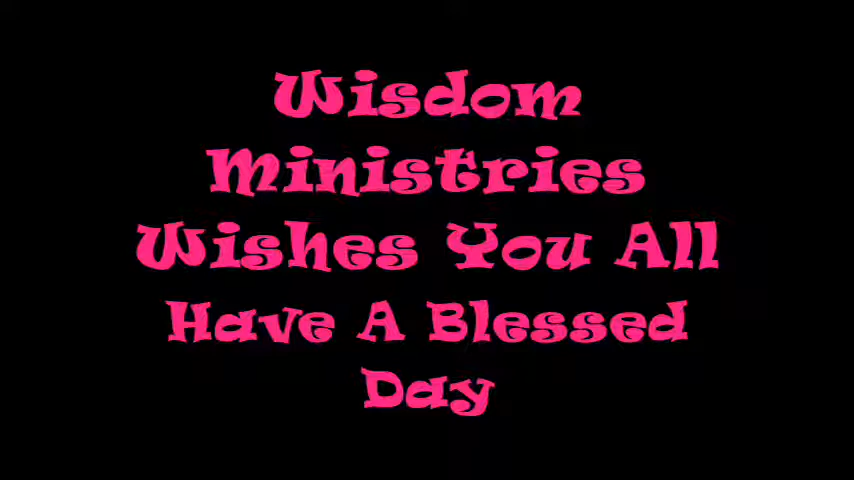 Wisdom
Ministries
Wishes You All
Have A Blessed
Day